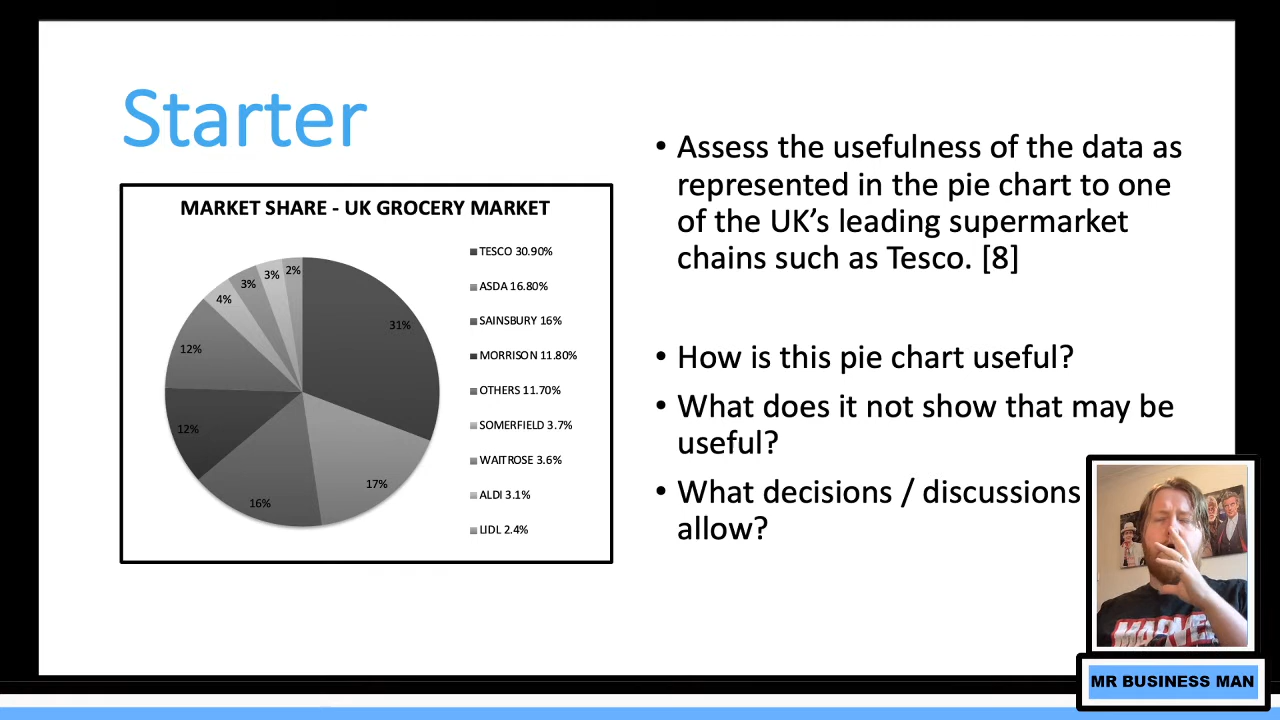 Starter
MARKET SHARE - UK GROCERY MARKET
TESCO 30.90%
ASDA 16.80%
SAINSBURY 16%
MORRISON 11.80%
OTHERS 11.70%
SOMERFIELD 3.7%
WAITROSE 3.6%
ALDI 3.1%
LIDL 2.4%
31%
17%
16%
12%
12%
4%
3%
3%
2%
• Assess the usefulness of the data as
represented in the pie chart to one
of the UK’s leading supermarket
chains such as Tesco. [8]
• How is this pie chart useful?
• What does it not show that may be
useful?
• What decisions / discussions
allow?
MARVEL
MR BUSINESS MAN